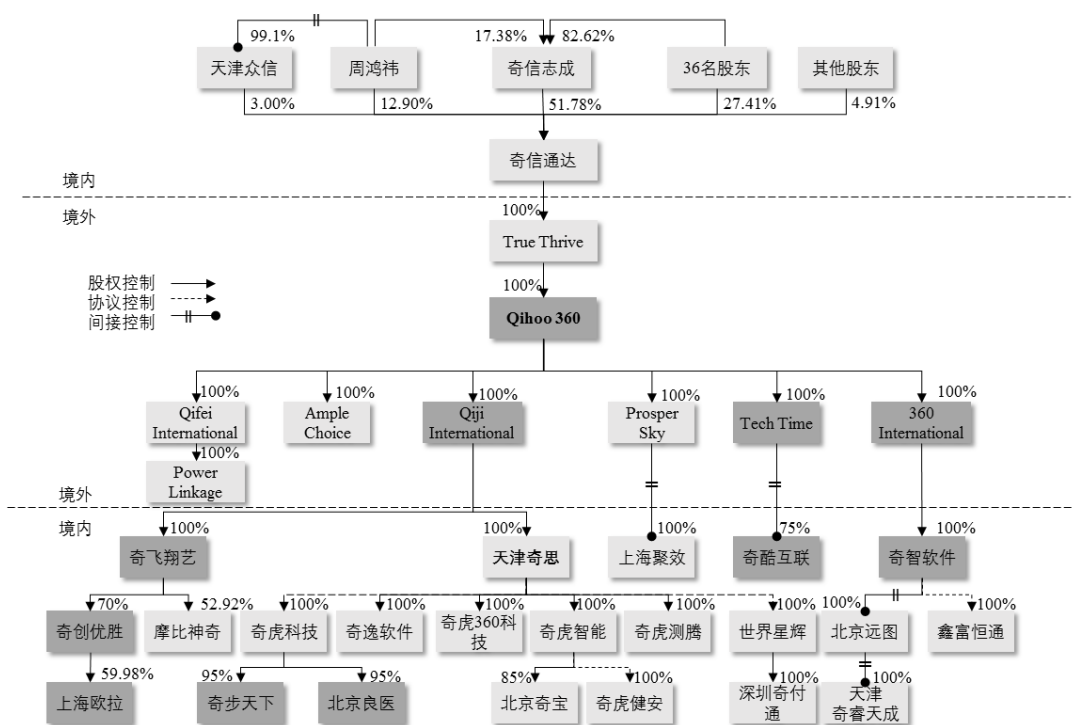 99.1%
17.38%
82.62%
天津众信
周鸿祎
奇信志成
36名股东
其他股东
3.00%
12.90%
51.78%
27.41%
4.91%
奇信通达
境内
境外
100%
True Thrive
股权控制
协议控制
间接控制
100%
Qihoo 360
100%
100%
100%
100%
100%
100%
Qifei
International
Ample
Choice
Qiji
International
Prosper
Sky
Tech Time
360
International
100%
Power
Linkage
境外
境内
100%
100%
100%
75%
100%
奇飞翔艺
天津奇思
上海聚效
奇酷互联
奇智软件
70%
52.92%
100%
100%
100%
100%
100%
100%
100%
100%
奇创优胜
摩比神奇
奇虎科技
奇逸软件
奇虎360科
技
奇虎智能
奇虎测腾
世界星辉
北京远图
鑫富恒通
59.98%
95%
95%
85%
100%
100%
100%
上海欧拉
奇步天下
北京良医
北京奇宝
奇虎健安
深圳奇付
通
天津
奇睿天成